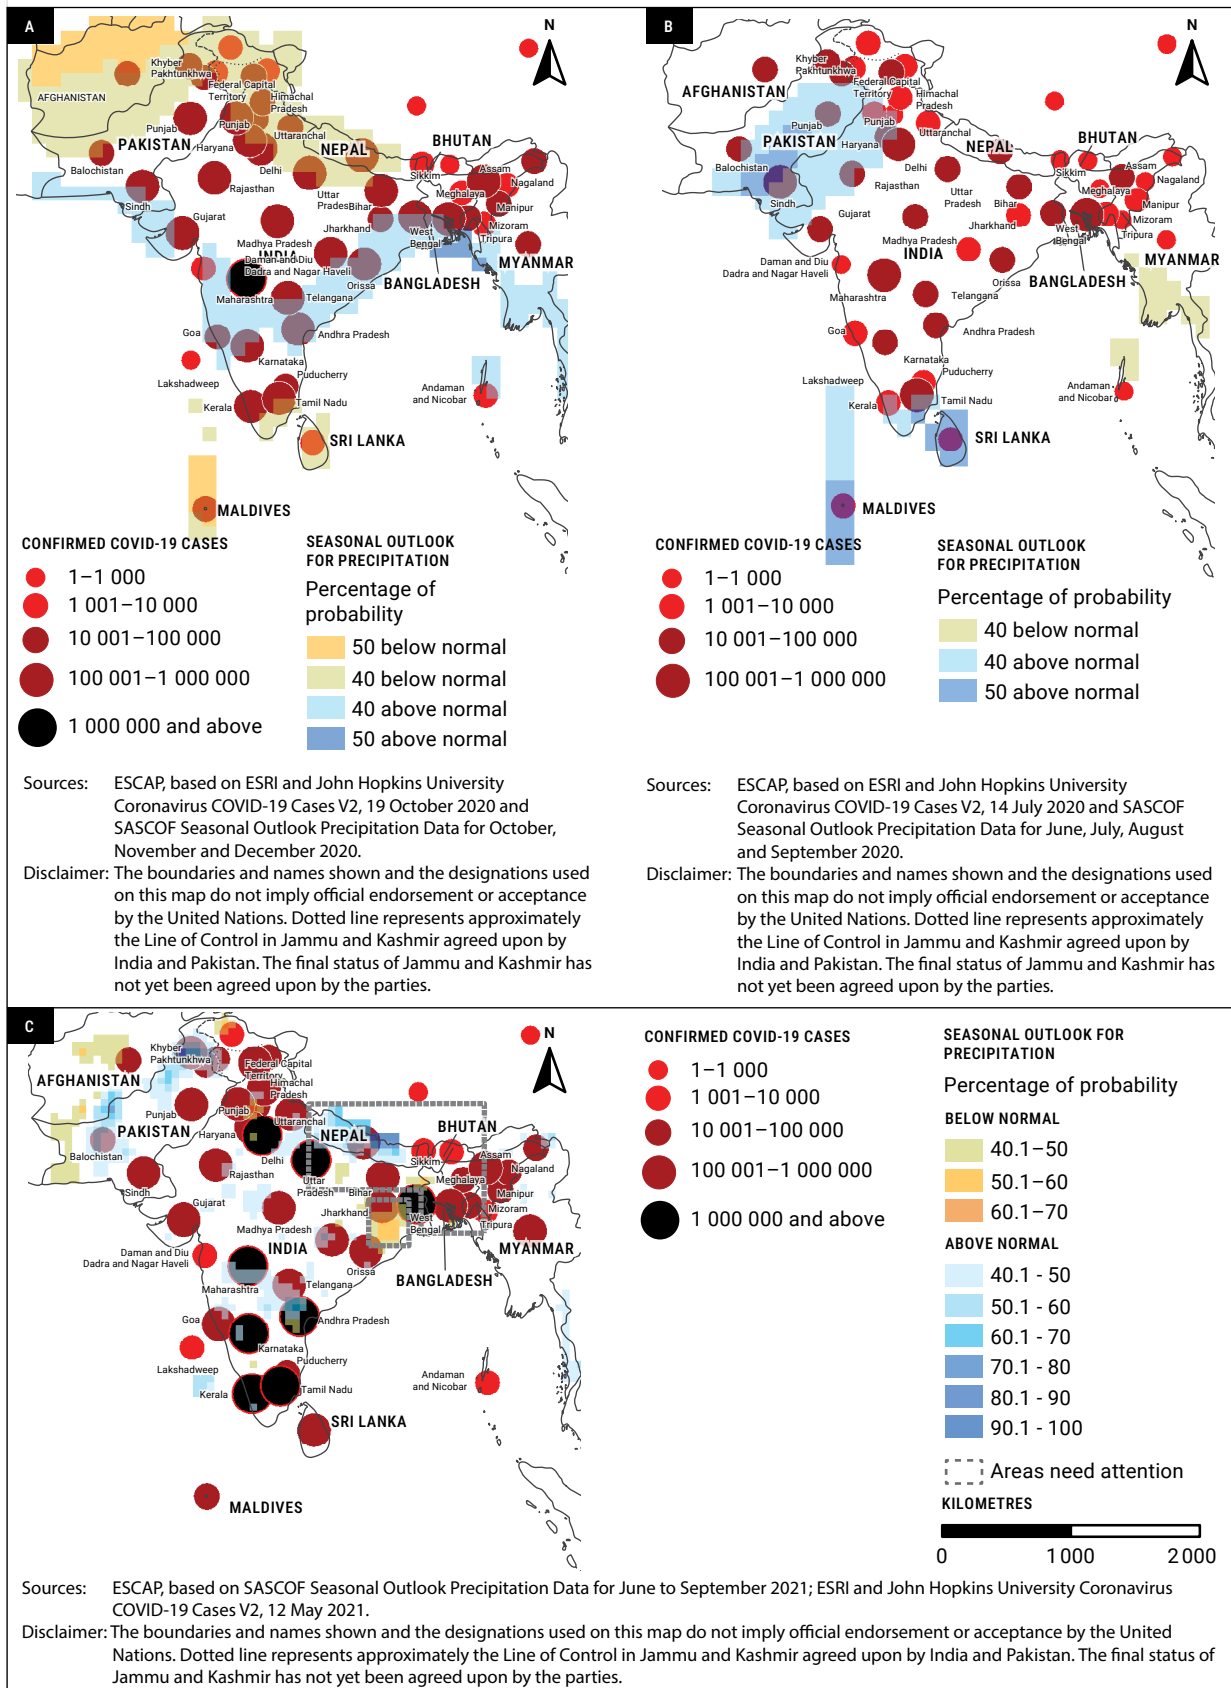 A
N
AFGHANISTAN
Khyber
Pakhtunkhwa
Federal Capital
Territory
Himachal
Pradesh
Punjab
PAKISTAN
Punjab
Uttaranchal
Haryana
NEPAL
BHUTAN
Balochistan
Delhi
Sikkim
Assam
Rajasthan
Uttar
Prades
Bihar
Meghalaya
Nagaland
Sindh
Manipur
Gujarat
Jharkhand
West
Bengal
Mizoram
Tripura
Madhya Pradesh
INDIA
Daman and Diu
Dadra and Nagar Haveli
MYANMAR
Orissa
BANGLADESH
Maharashtra
Telangana
Goa
Andhra Pradesh
Karnataka
Lakshadweep
Puducherry
Kerala
Tamil Nadu
Andaman
and Nicobar
SRI LANKA
MALDIVES
CONFIRMED COVID-19 CASES
1–1 000
1 001–10 000
10 001–100 000
100 001–1 000 000
1 000 000 and above
SEASONAL OUTLOOK
FOR PRECIPITATION
Percentage of
probability
50 below normal
40 below normal
40 above normal
50 above normal
Sources: ESCAP, based on ESRI and John Hopkins University
Coronavirus COVID-19 Cases V2, 19 October 2020 and
SASCOF Seasonal Outlook Precipitation Data for October,
November and December 2020.
Disclaimer: The boundaries and names shown and the designations used
on this map do not imply official endorsement or acceptance
by the United Nations. Dotted line represents approximately
the Line of Control in Jammu and Kashmir agreed upon by
India and Pakistan. The final status of Jammu and Kashmir has
not yet been agreed upon by the parties.
B
N
Khyber
Pakhtunkhwa
AFGHANISTAN
Federal Capital
Territory
Himachal
Pradesh
Punjab
Punjab
PAKISTAN
Haryana
Uttaranchal
NEPAL
BHUTAN
Balochistan
Delhi
Sikkim
Assam
Rajasthan
Uttar
Pradesh
Meghalaya
Nagaland
Sindh
Bihar
Manipur
Gujarat
Jharkhand
West
Bengal
Mizoram
Tripura
Madhya Pradesh
INDIA
Daman and Diu
Dadra and Nagar Haveli
MYANMAR
Orissa
BANGLADESH
Maharashtra
Telangana
Goa
Andhra Pradesh
Karnataka
Puducherry
Lakshadweep
Kerala
Tamil Nadu
Andaman
and Nicobar
SRI LANKA
MALDIVES
CONFIRMED COVID-19 CASES
1–1 000
1 001–10 000
10 001–100 000
100 001–1 000 000
SEASONAL OUTLOOK
FOR PRECIPITATION
Percentage of probability
40 below normal
40 above normal
50 above normal
Sources: ESCAP, based on ESRI and John Hopkins University
Coronavirus COVID-19 Cases V2, 14 July 2020 and SASCOF
Seasonal Outlook Precipitation Data for June, July, August
and September 2020.
Disclaimer: The boundaries and names shown and the designations used
on this map do not imply official endorsement or acceptance
by the United Nations. Dotted line represents approximately
the Line of Control in Jammu and Kashmir agreed upon by
India and Pakistan. The final status of Jammu and Kashmir has
not yet been agreed upon by the parties.
C
N
Khyber
Pakhtunkhwa
AFGHANISTAN
Federal Capital
Territory
Himachal
Pradesh
Punjab
Punjab
PAKISTAN
Haryana
Uttaranchal
NEPAL
BHUTAN
Balochistan
Delhi
Sikkim
Assam
Rajasthan
Uttar
Pradesh
Meghalaya
Nagaland
Sindh
Bihar
Manipur
Gujarat
Jharkhand
West
Bengal
Mizoram
Tripura
Madhya Pradesh
INDIA
Daman and Diu
Dadra and Nagar Haveli
MYANMAR
Orissa
BANGLADESH
Maharashtra
Telangana
Goa
Andhra Pradesh
Karnataka
Lakshadweep
Puducherry
Kerala
Tamil Nadu
Andaman
and Nicobar
SRI LANKA
MALDIVES
CONFIRMED COVID-19 CASES
1–1 000
1 001–10 000
10 001–100 000
100 001–1 000 000
1 000 000 and above
SEASONAL OUTLOOK FOR
PRECIPITATION
Percentage of probability
BELOW NORMAL
40.1–50
50.1–60
60.1–70
ABOVE NORMAL
40.1 - 50
50.1 - 60
60.1 - 70
70.1 - 80
80.1 - 90
90.1 - 100
Areas need attention
KILOMETRES
0 1 000 2 000
Sources: ESCAP, based on SASCOF Seasonal Outlook Precipitation Data for June to September 2021; ESRI and John Hopkins University Coronavirus
COVID-19 Cases V2, 12 May 2021.
Disclaimer: The boundaries and names shown and the designations used on this map do not imply official endorsement or acceptance by the United
Nations. Dotted line represents approximately the Line of Control in Jammu and Kashmir agreed upon by India and Pakistan. The final status of
Jammu and Kashmir has not yet been agreed upon by the parties.